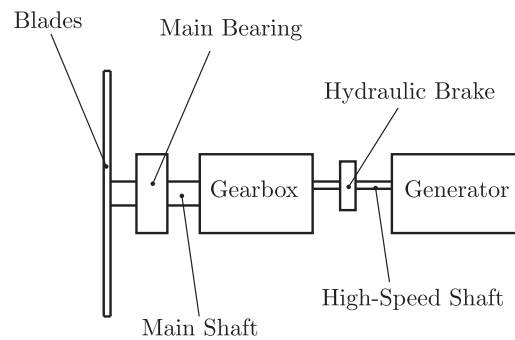 Blades
Main Bearing
Hydraulic Brake
Gearbox
Generator
High-Speed Shaft
Main Shaft